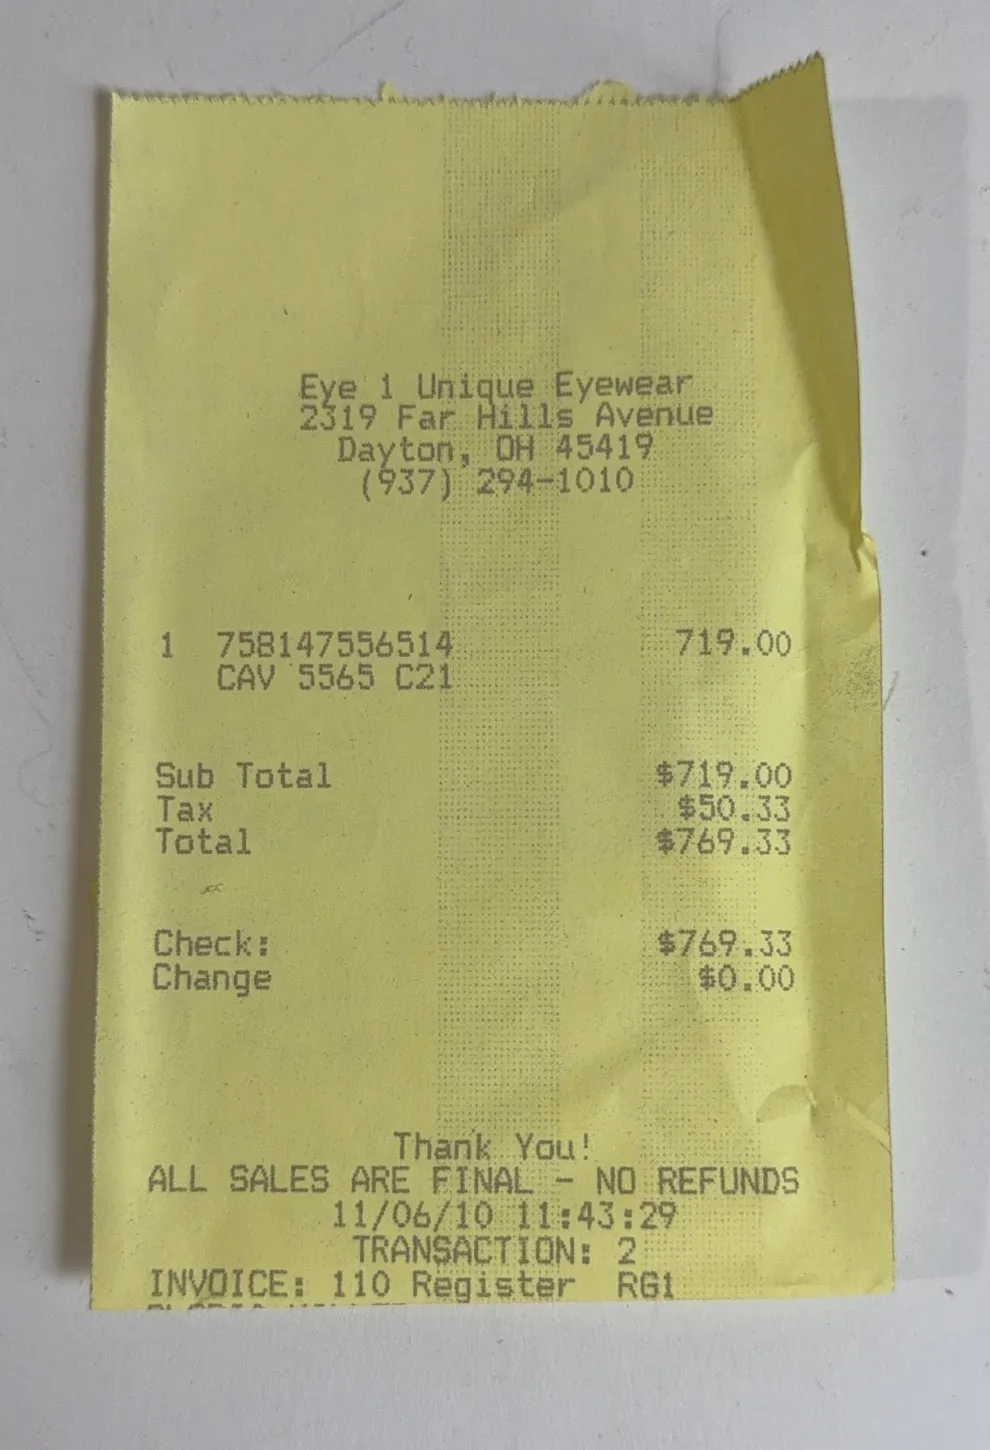 Eye 1 Unique Eyewear
2319 Far Hills Avenue
Dayton, OH 45419
(937) 294-1010
1 758147556514 719.00
CAV 5565 C21
Sub Total $719.00
Tax $50.33
Total $769.33
Check: $769.33
Change $0.00
Thank You!
ALL SALES ARE FINAL - NO REFUNDS
11/06/10 11:43:29
TRANSACTION: 2
INVOICE: 110 Register RG1